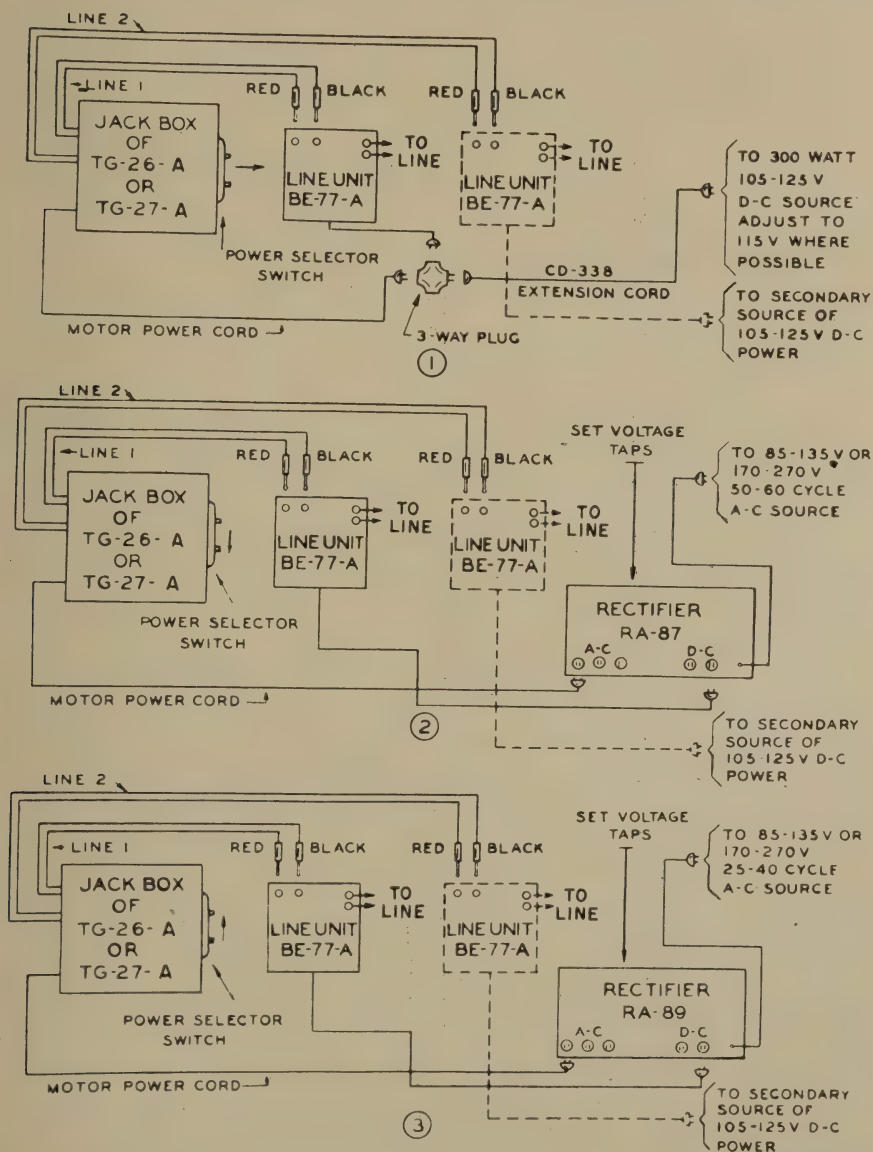 LINE 2
LINE 1
RED
BLACK
RED
BLACK
JACK BOX
OF
TG-26-A
OR
TG-27-A
LINE UNIT
BE-77-A
TO
LINE
LINE UNIT
BE-77-A
TO
LINE
TO 300 WATT
105-125 V
D-C SOURCE
ADJUST TO
115 V WHERE
POSSIBLE
POWER SELECTOR
SWITCH
CD-338
EXTENSION CORD
MOTOR POWER CORD
3-WAY PLUG
TO SECONDARY
SOURCE OF
105-125 V D-C
POWER
1
LINE 2
LINE 1
RED
BLACK
RED
BLACK
SET VOLTAGE
TAPS
TO 85-135 V OR
170-270 V
50-60 CYCLE
A-C SOURCE
JACK BOX
OF
TG-26-A
OR
TG-27-A
LINE UNIT
BE-77-A
TO
LINE
LINE UNIT
BE-77-A
TO
LINE
POWER SELECTOR
SWITCH
RECTIFIER
RA-87
A-C
D-C
MOTOR POWER CORD
2
TO SECONDARY
SOURCE OF
105-125 V D-C
POWER
LINE 2
LINE 1
RED
BLACK
RED
BLACK
SET VOLTAGE
TAPS
TO 85-135 V OR
170-270 V
25-40 CYCLE
A-C SOURCE
JACK BOX
OF
TG-26-A
OR
TG-27-A
LINE UNIT
BE-77-A
TO
LINE
LINE UNIT
BE-77-A
TO
LINE
POWER SELECTOR
SWITCH
RECTIFIER
RA-89
A-C
D-C
MOTOR POWER CORD
3
TO SECONDARY
SOURCE OF
105-125 V D-C
POWER